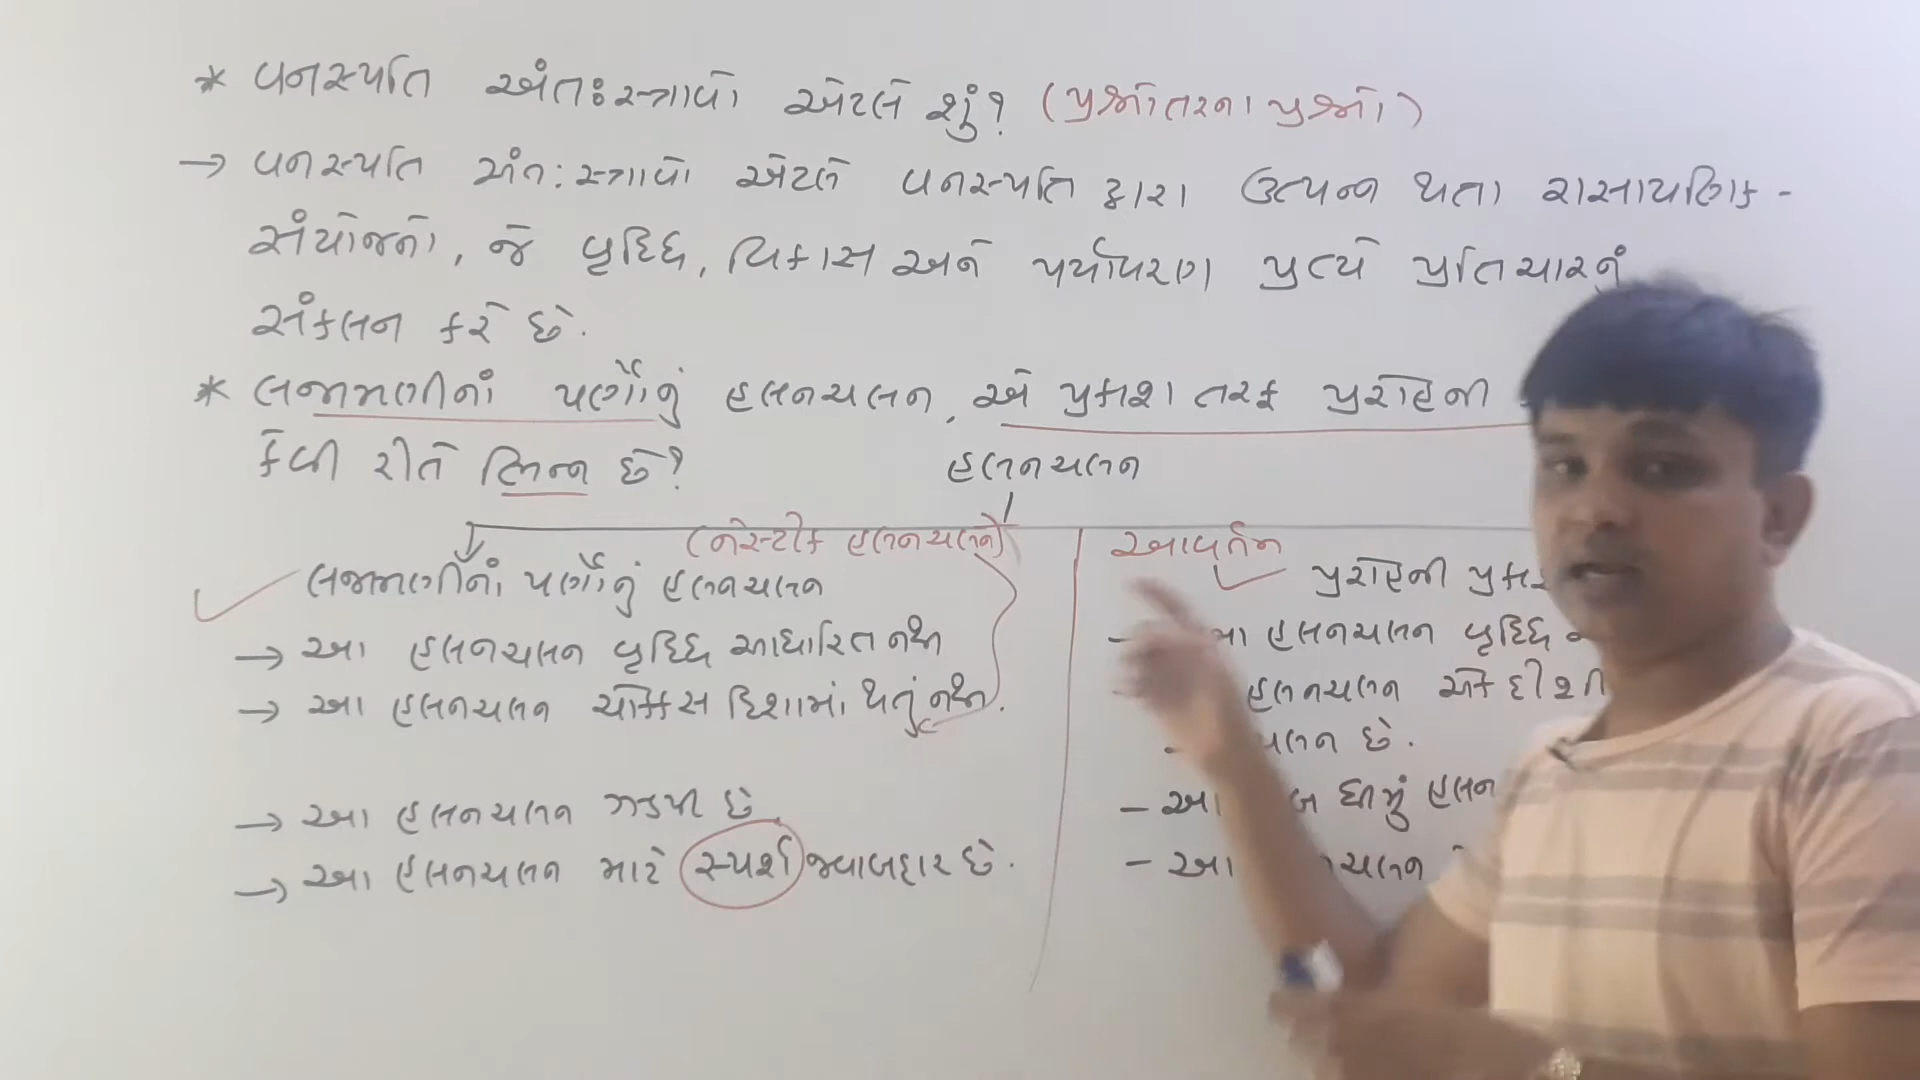 * વનસ્પતિ અંતઃસ્ત્રાવો એટલે શું? (પ્રશ્નોતરના પ્રશ્નો)
→ વનસ્પતિ અંત:સ્ત્રાવો એટલે વનસ્પતિ દ્વારા ઉત્પન્ન થતા રાસાયણિક -
સંયોજનો, જે વૃદ્ધિ, વિકાસ અને પર્યાવરણ પ્રત્યે પ્રતિચારનું
સંકલન કરે છે.
* લજામણીનાં પર્ણોનું હલનચલન, એ પ્રકાશ તરફ પ્રરોહની
કેવી રીતે ભિન્ન છે?
હલનચલન
(નેસ્ટીક હલનચલન)
લજામણીનાં પર્ણોનું હલનચલન
→ આ હલનચલન વૃદ્ધિ આધારિત નથી
→ આ હલનચલન ચોક્કસ દિશામાં થતું નથી.
→ આ હલનચલન ઝડપી છે.
→ આ હલનચલન માટે સ્પર્શ જવાબદાર છે.
આવર્તન
પ્રરોહની
હલનચલન વૃદ્ધિ
હલનચલન એકદીશી
છે.
- આ ધીમું
- આ